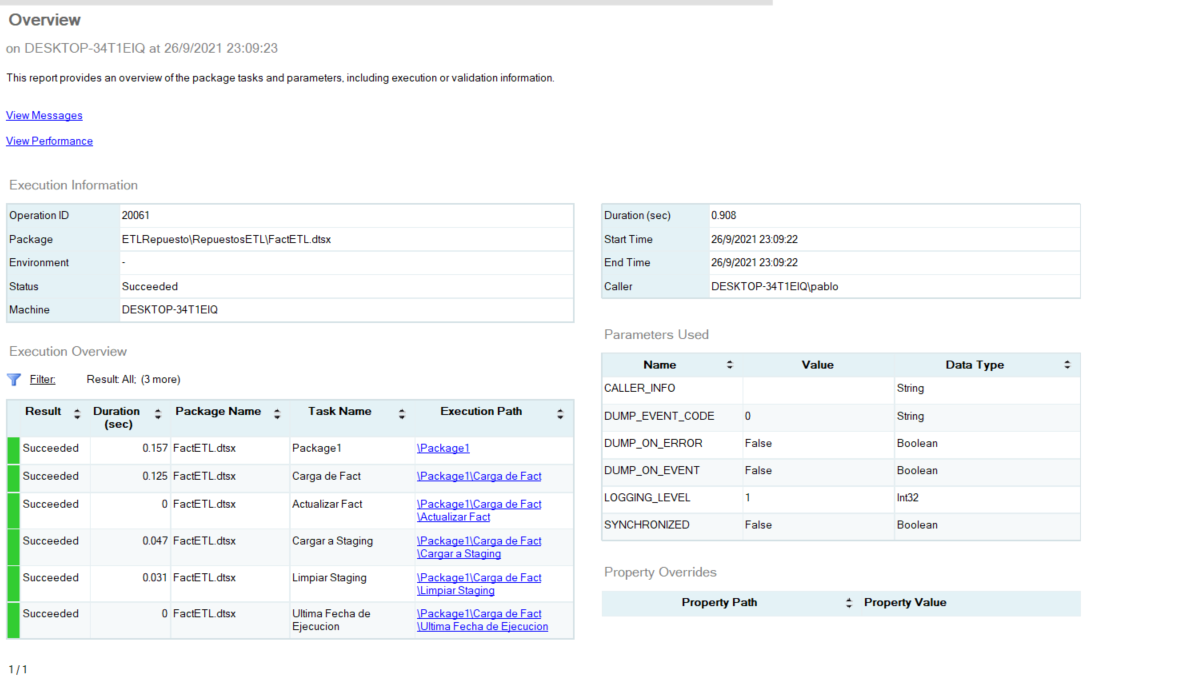 Overview
on DESKTOP-34T1EIQ at 26/9/2021 23:09:23
This report provides an overview of the package tasks and parameters, including execution or validation information.
View Messages
View Performance
Execution Information
Operation ID 20061
Package ETLRepuesto\RepuestosETL\FactETL.dtsx
Environment -
Status Succeeded
Machine DESKTOP-34T1EIQ
Duration (sec) 0.908
Start Time 26/9/2021 23:09:22
End Time 26/9/2021 23:09:22
Caller DESKTOP-34T1EIQ\pablo
Execution Overview
Filter: Result: All; (3 more)
Result Duration Package Name Task Name Execution Path
(sec)
Succeeded 0.157 FactETL.dtsx Package1 \Package1
Succeeded 0.125 FactETL.dtsx Carga de Fact \Package1\Carga de Fact
Succeeded 0 FactETL.dtsx Actualizar Fact \Package1\Carga de Fact
\Actualizar Fact
Succeeded 0.047 FactETL.dtsx Cargar a Staging \Package1\Carga de Fact
\Cargar a Staging
Succeeded 0.031 FactETL.dtsx Limpiar Staging \Package1\Carga de Fact
\Limpiar Staging
Succeeded 0 FactETL.dtsx Ultima Fecha de \Package1\Carga de Fact
Ejecucion \Ultima Fecha de Ejecucion
Parameters Used
Name Value Data Type
CALLER_INFO String
DUMP_EVENT_CODE 0 String
DUMP_ON_ERROR False Boolean
DUMP_ON_EVENT False Boolean
LOGGING_LEVEL 1 Int32
SYNCHRONIZED False Boolean
Property Overrides
Property Path Property Value
1 / 1